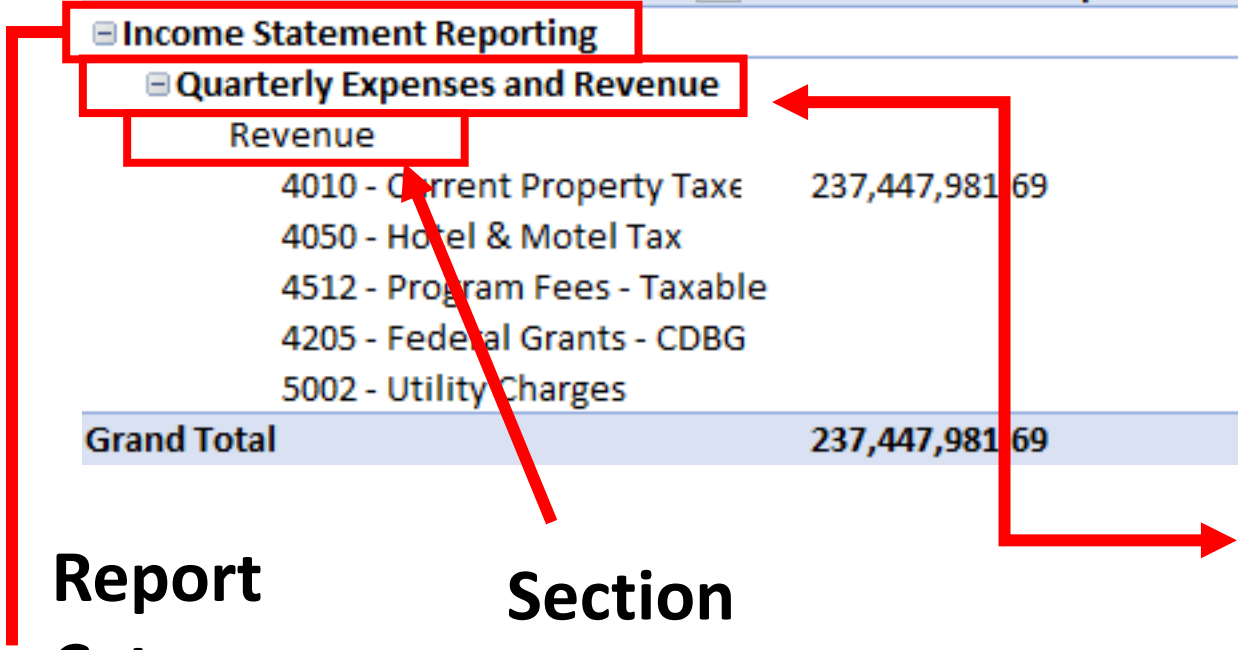 Income Statement Reporting
Quarterly Expenses and Revenue
Revenue
4010 - Current Property Taxe 237,447,981.69
4050 - Hotel & Motel Tax
4512 - Program Fees - Taxable
4205 - Federal Grants - CDBG
5002 - Utility Charges
Grand Total 237,447,981.69
Report
Section